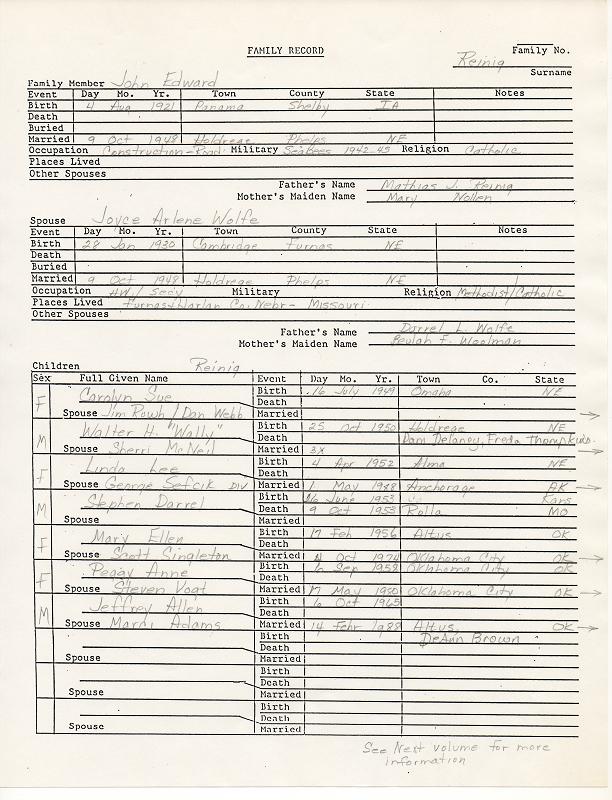 FAMILY RECORD
Family No.
Reinig
Surname
Family Member John Edward
Event Day Mo. Yr. Town County State Notes
Birth 4 Aug 1921 Panama Shelby IA
Death
Buried
Married 9 Oct 1948 Holdrege Phelps NE
Occupation Construction-Road Military SeaBees 1942-45 Religion Catholic
Places Lived
Other Spouses
Father's Name Mathias J. Reinig
Mother's Maiden Name Mary Nollen
Spouse Joyce Arlene Wolfe
Event Day Mo. Yr. Town County State Notes
Birth 28 Jan 1930 Cambridge Furnas NE
Death
Buried
Married 9 Oct 1948 Holdrege Phelps NE
Occupation HW/ Sec'y Military Religion Methodist/Catholic
Places Lived Furnas+Harlan Co. Nebr- Missouri
Other Spouses
Father's Name Darrel L. Wolfe
Mother's Maiden Name Beulah F. Woolman
Children Reinig
Sex Full Given Name Event Day Mo. Yr. Town Co. State
F Carolyn Sue Birth 16 July 1949 Omaha NE
Death
Spouse Jim Rowh / Dan Webb Married
M Walter H. "Wally" Birth 25 Oct 1950 Holdrege NE
Death Pam Delaney, Freda Thompkins
Spouse Sherri McNeil Married 3x
F Linda Lee Birth 4 Apr 1952 Alma NE
Death
Spouse George Sefcik DIV Married 1 May 1988 Anchorage AK
M Stephen Darrel Birth 16 June 1953 Kans
Death 9 Oct 1953 Rolla MO
Spouse Married
F Mary Ellen Birth 17 Feb 1956 Altus OK
Death
Spouse Scott Singleton Married Oct 1974 Oklahoma City OK
F Peggy Anne Birth 6 Sep 1958 Oklahoma City OK
Death
Spouse Steven Vogt Married 17 May 1980 Oklahoma City OK
M Jeffrey Allen Birth 6 Oct 1965
Death
Spouse Marni Adams Married 14 Febr 1988 Altus, OK
Birth DeAnn Brown
Death
Spouse Married
Birth
Death
Spouse Married
Birth
Death
Spouse Married
See Next volume for more
information